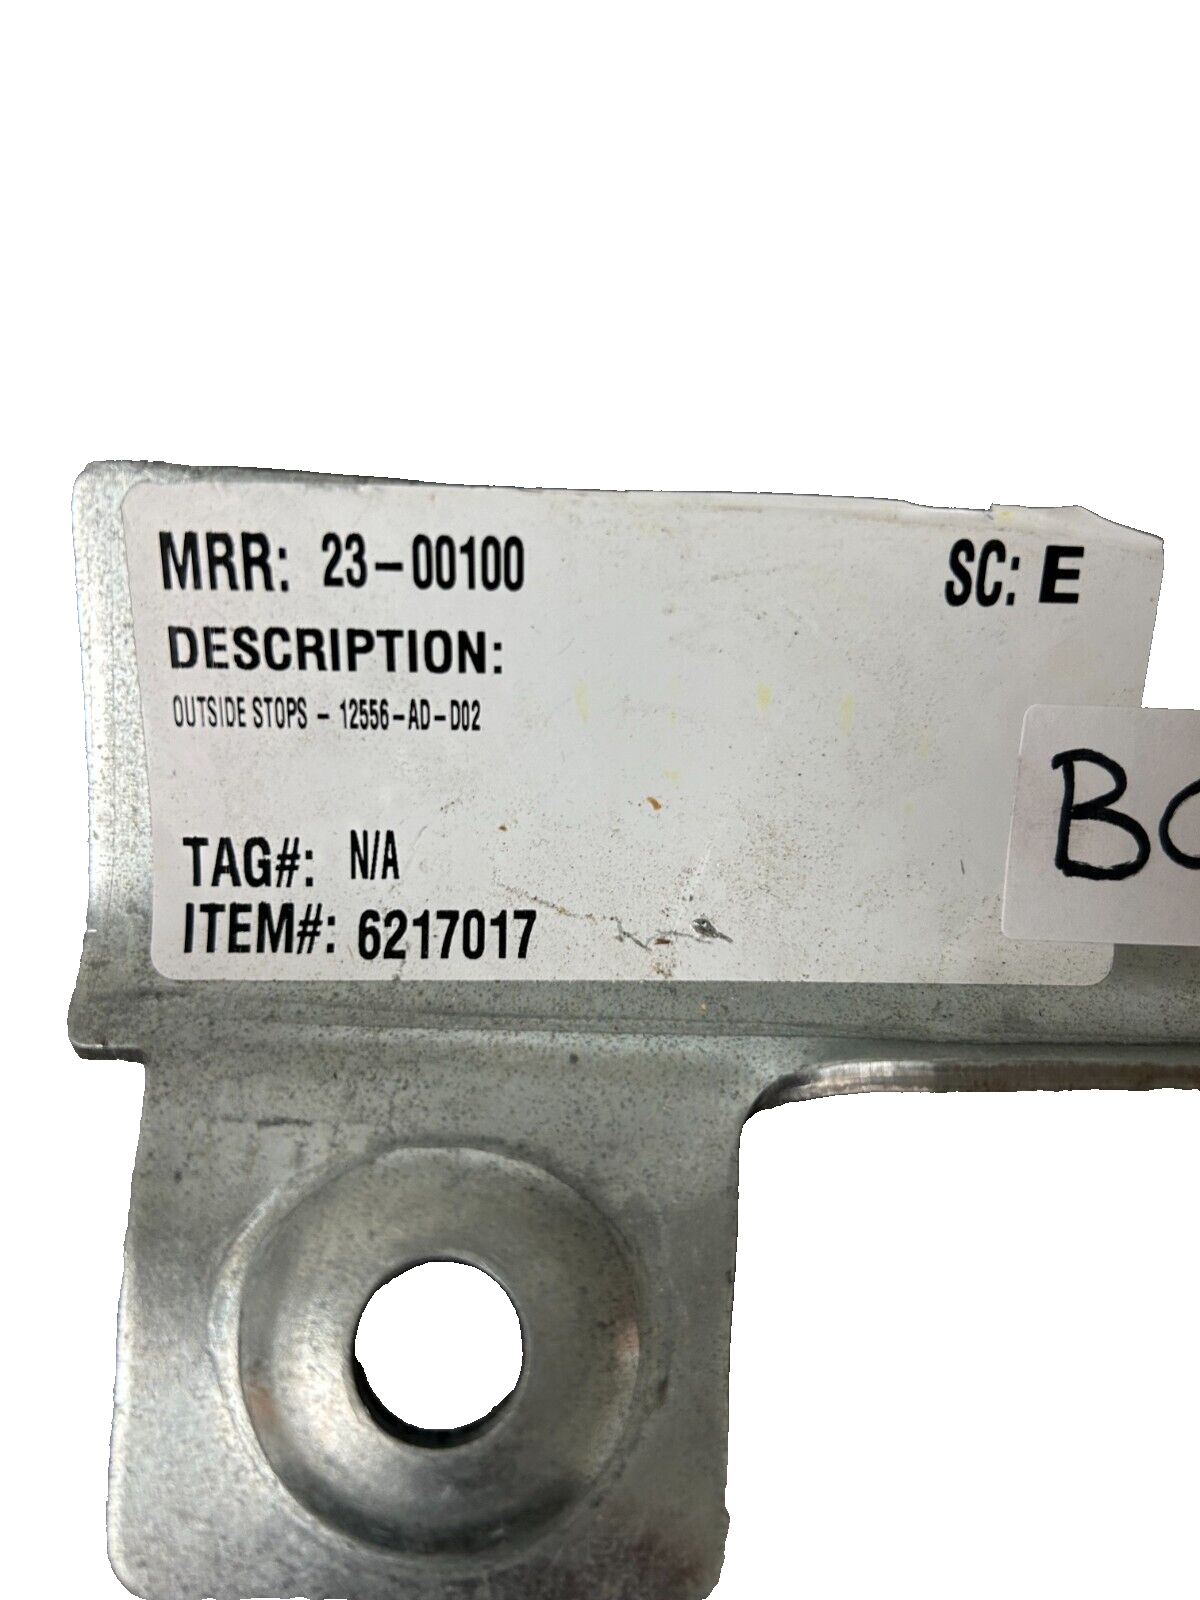 MRR: 23-00100 SC: E
DESCRIPTION:
OUTSIDE STOPS - 12556-AD-D02
TAG#: N/A
ITEM#: 6217017